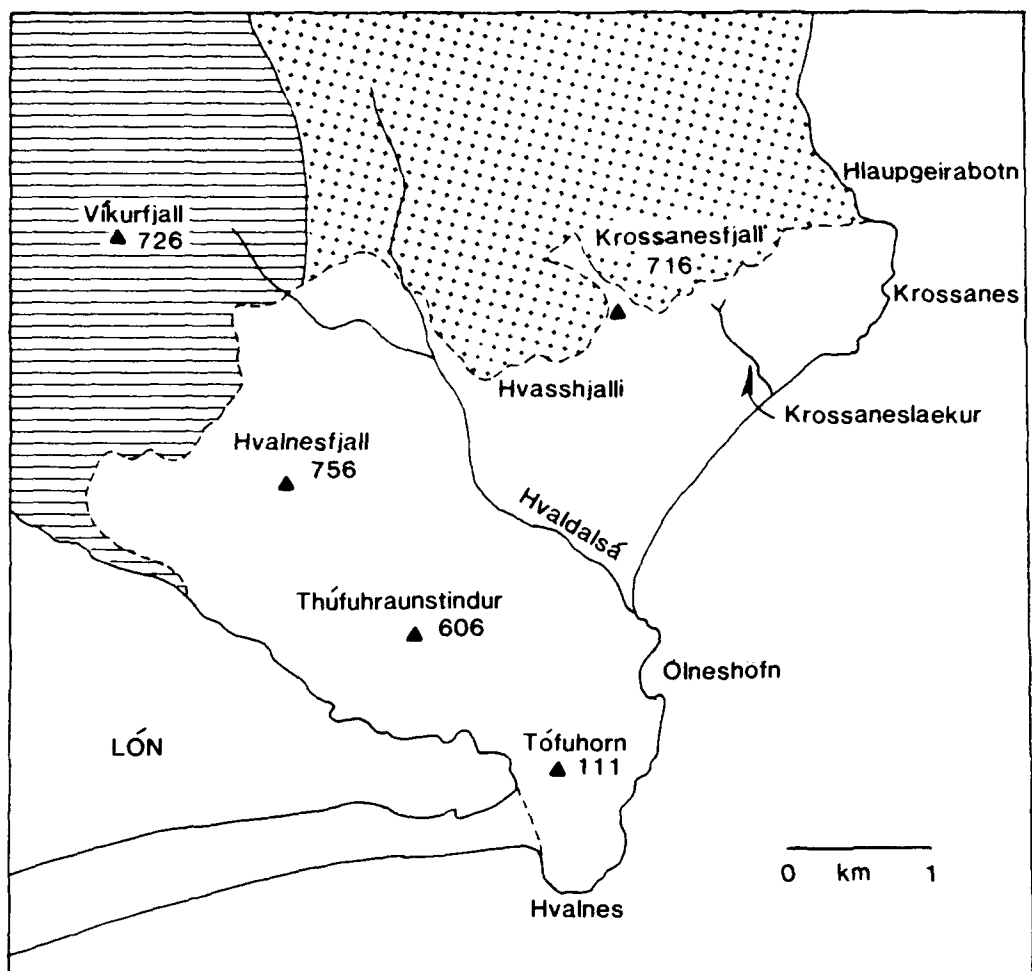 Hlaupgeirabotn
Víkurfjall
726
Krossanesfjall
716
Krossanes
Hvasshjalli
Krossaneslaekur
Hvalnesfjall
756
Hvaldalsá
Thúfuhraunstindur
606
Ólneshöfn
LÓN
Tófuhorn
111
0 km 1
Hvalnes